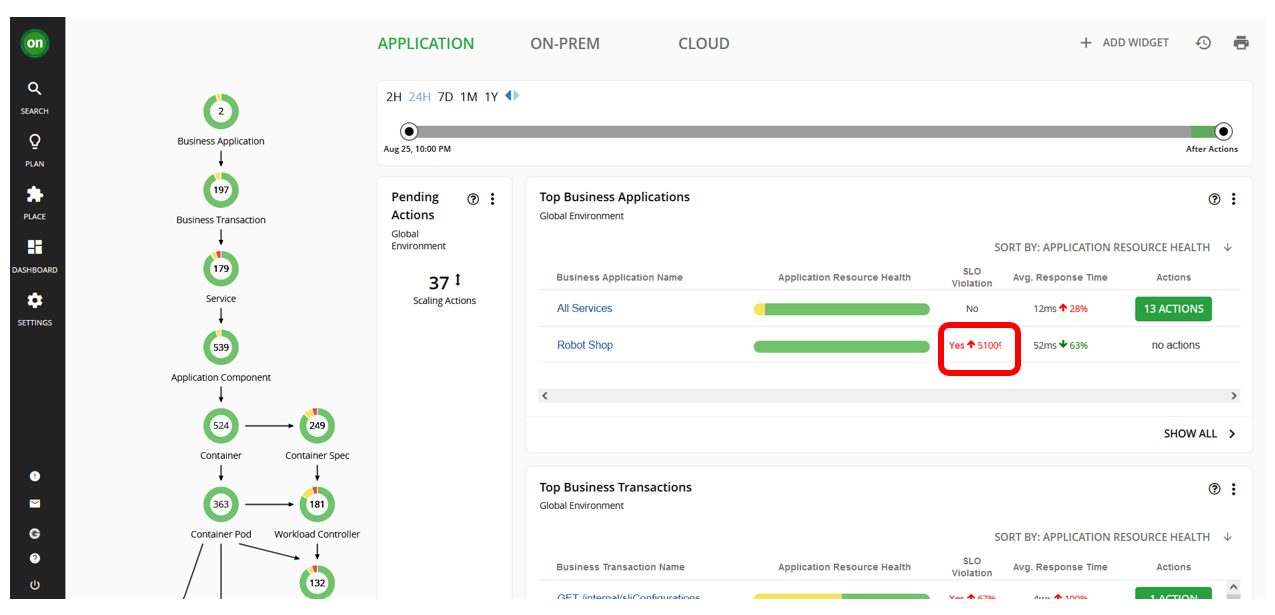 on
SEARCH
PLAN
PLACE
DASHBOARD
SETTINGS
2
Business Application
197
Business Transaction
179
Service
539
Application Component
524
249
Container
Container Spec
363
181
Container Pod
Workload Controller
132
APPLICATION
ON-PREM
CLOUD
+ ADD WIDGET
2H 24H 7D 1M 1Y
Aug 25, 10:00 PM
After Actions
Pending
Actions
Global
Environment
37
Scaling Actions
Top Business Applications
Global Environment
SORT BY: APPLICATION RESOURCE HEALTH
Business Application Name
Application Resource Health
SLO
Violation
Avg. Response Time
Actions
All Services
No
12ms 28%
13 ACTIONS
Robot Shop
Yes 5100%
52ms 63%
no actions
SHOW ALL
Top Business Transactions
Global Environment
SORT BY: APPLICATION RESOURCE HEALTH
Business Transaction Name
Application Resource Health
SLO
Violation
Avg. Response Time
Actions
GET /internal/sliConfigurations
Yes 67%
100%
1 ACTION